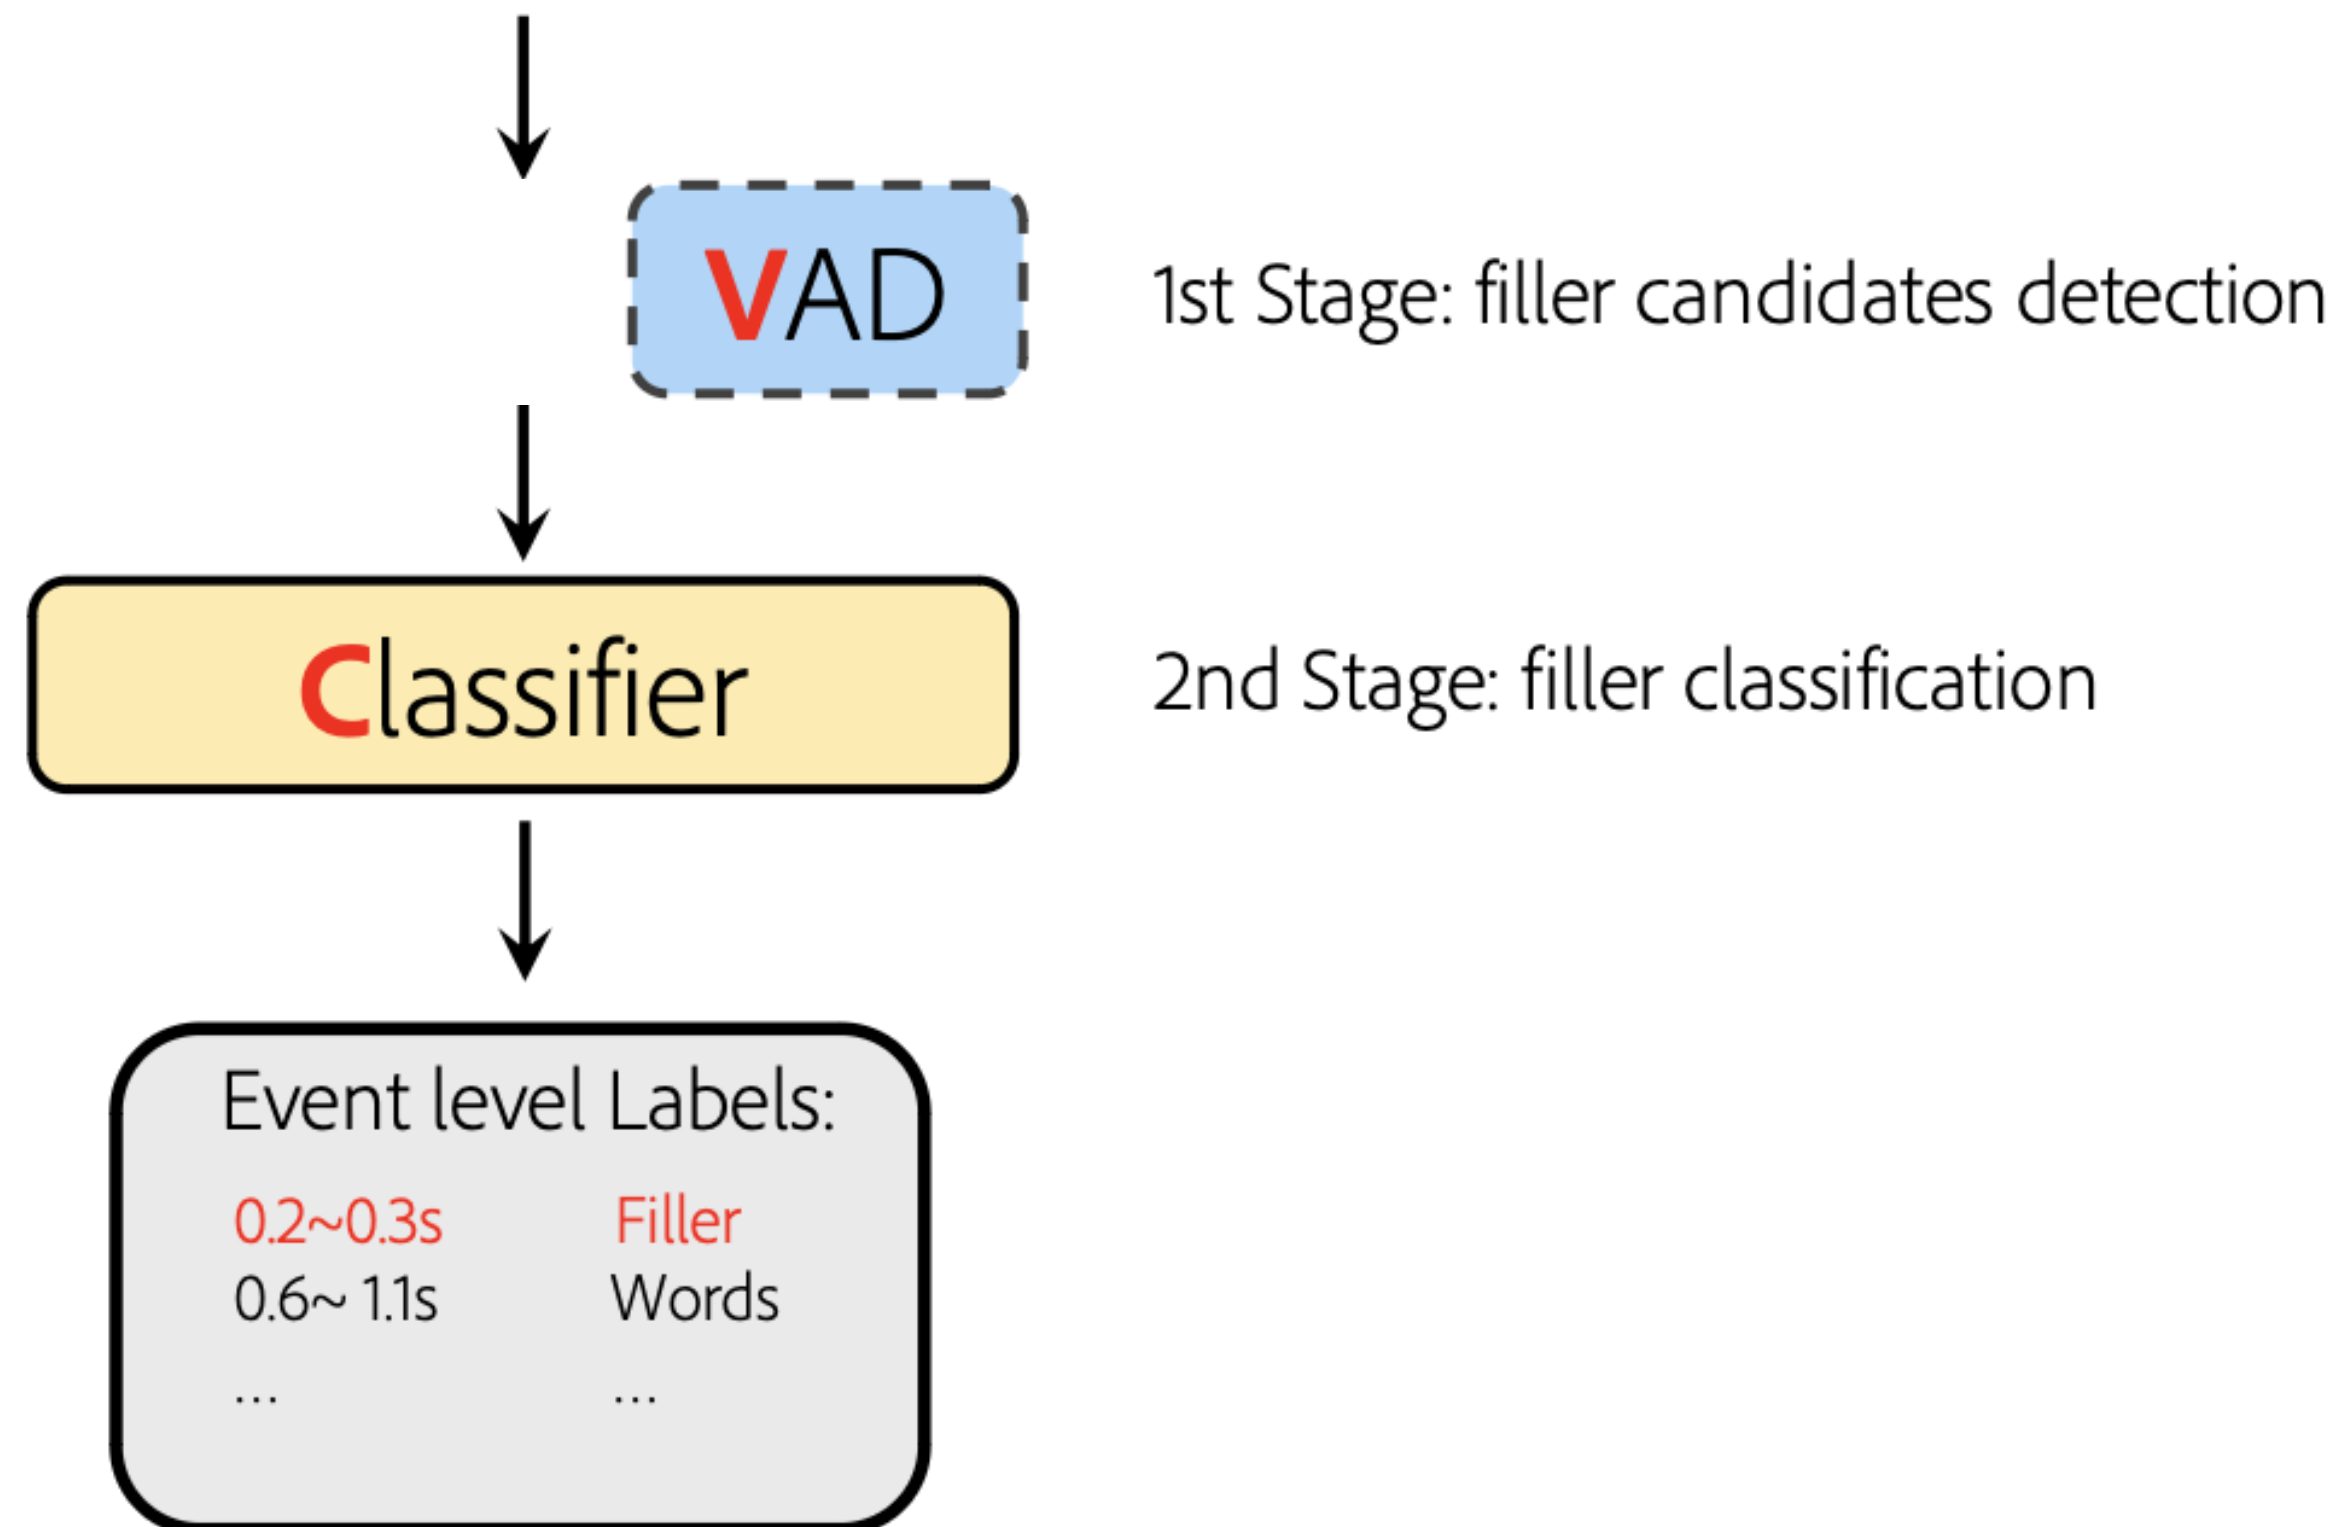 VAD
1st Stage: filler candidates detection
Classifier
2nd Stage: filler classification
Event level Labels:
0.2~0.3s Filler
0.6~ 1.1s Words
... ...